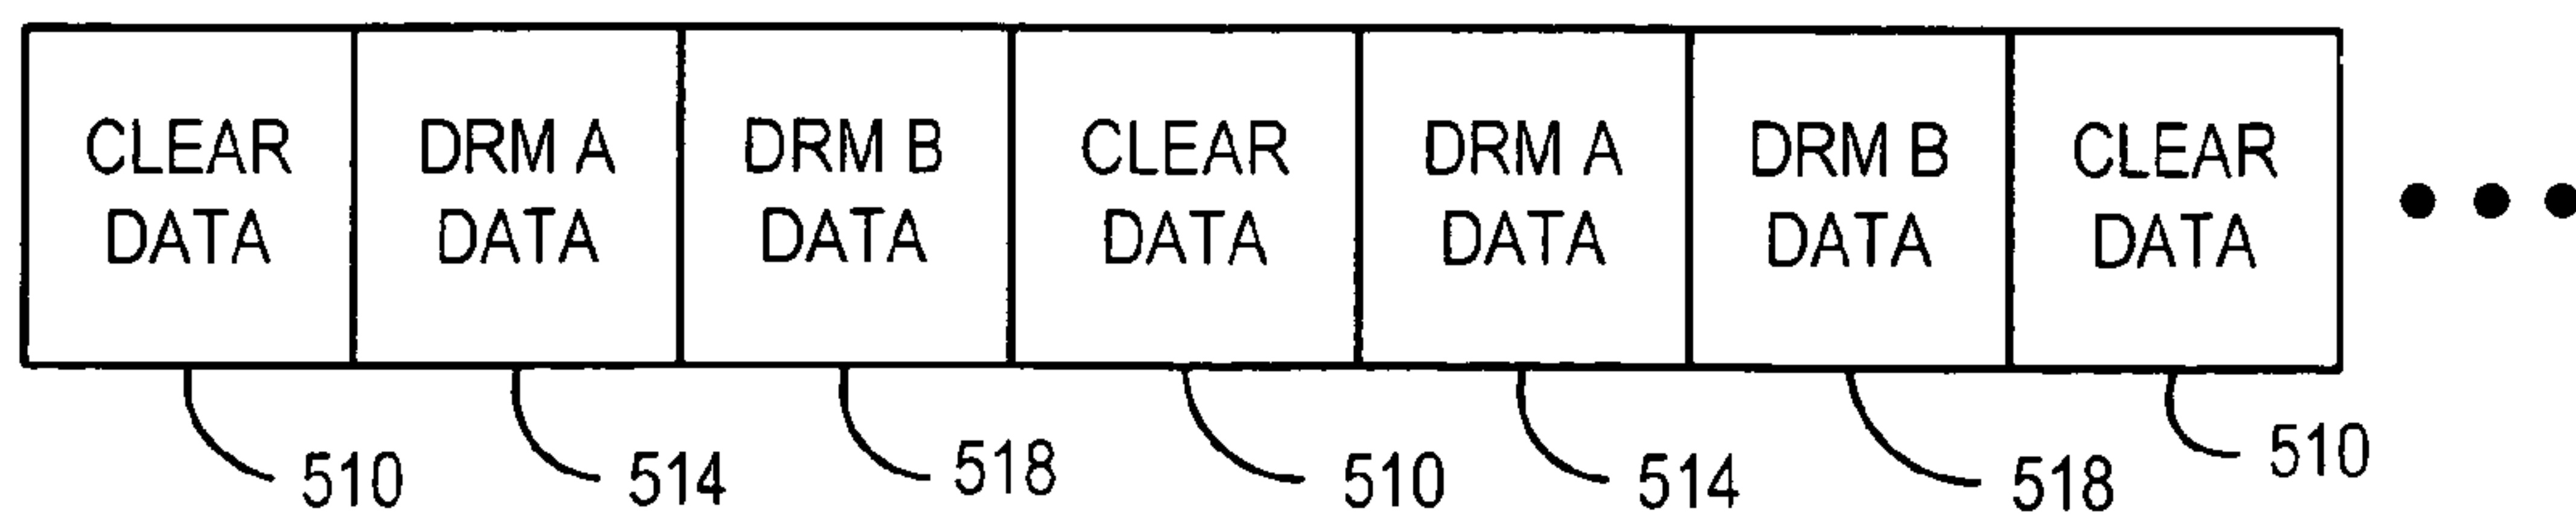 CLEAR DRM A DRM B CLEAR DRM A DRM B CLEAR
DATA DATA DATA DATA DATA DATA DATA
510 514 518 510 514 518 510